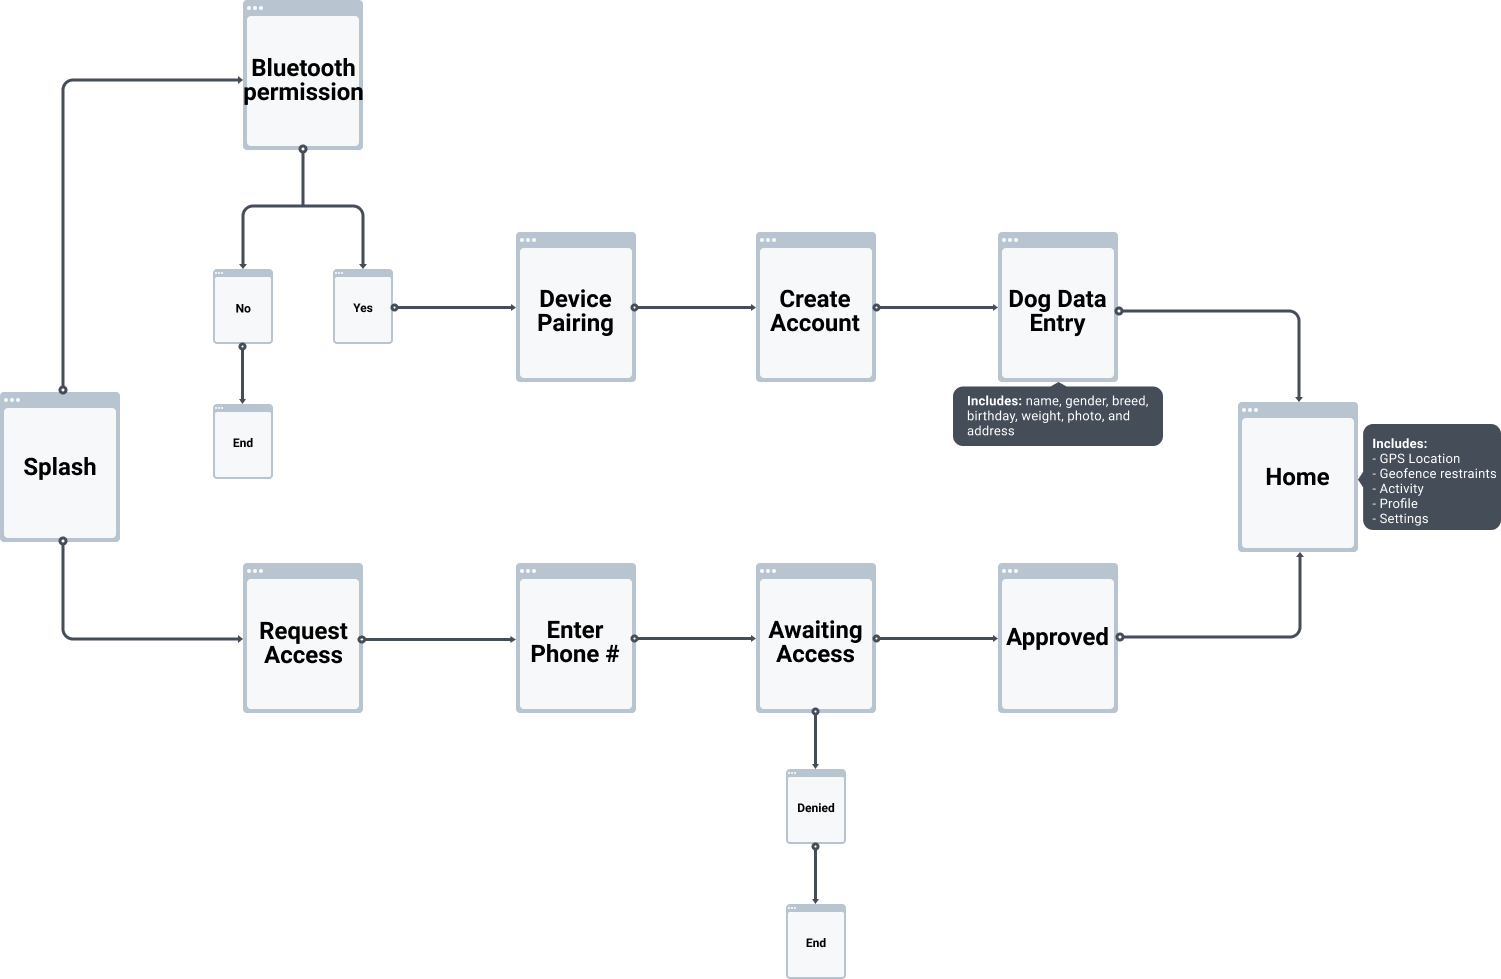 Bluetooth
permission
No
Yes
End
Device
Pairing
Create
Account
Dog Data
Entry
Includes: name, gender, breed,
birthday, weight, photo, and
address
Splash
Home
Includes:
- GPS Location
- Geofence restraints
- Activity
- Profile
- Settings
Request
Access
Enter
Phone #
Awaiting
Access
Approved
Denied
End